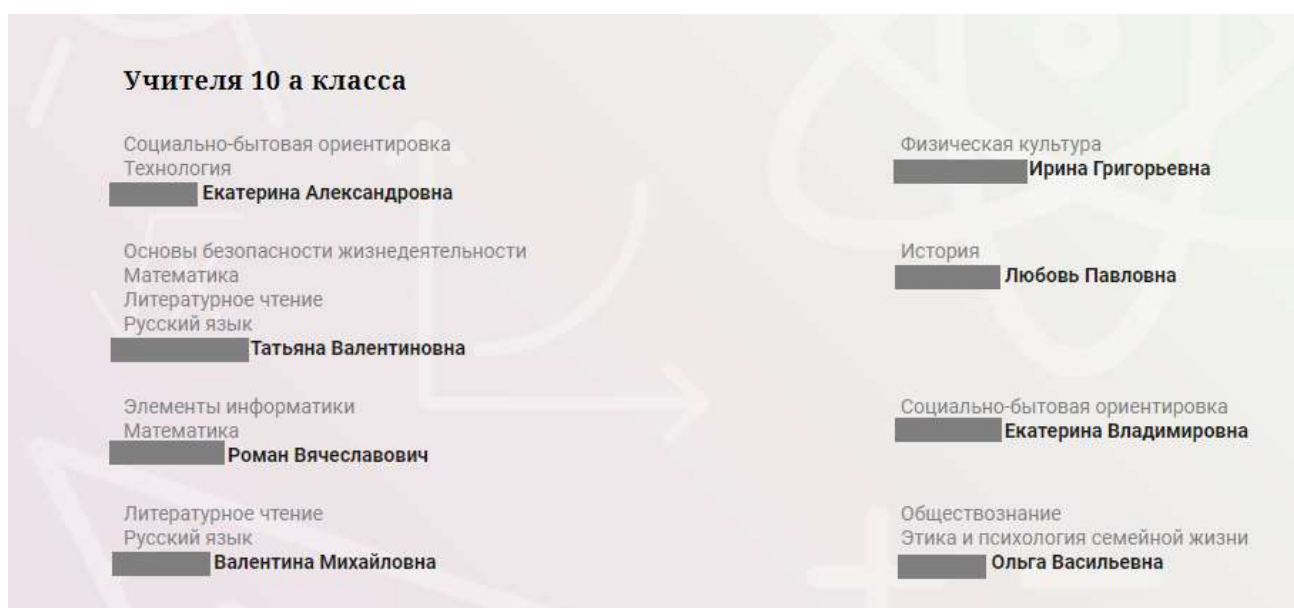 Учителя 10 а класса
Социально-бытовая ориентировка
Технология
Екатерина Александровна
Физическая культура
Ирина Григорьевна
Основы безопасности жизнедеятельности
Математика
Литературное чтение
Русский язык
Татьяна Валентиновна
История
Любовь Павловна
Элементы информатики
Математика
Роман Вячеславович
Социально-бытовая ориентировка
Екатерина Владимировна
Литературное чтение
Русский язык
Валентина Михайловна
Обществознание
Этика и психология семейной жизни
Ольга Васильевна